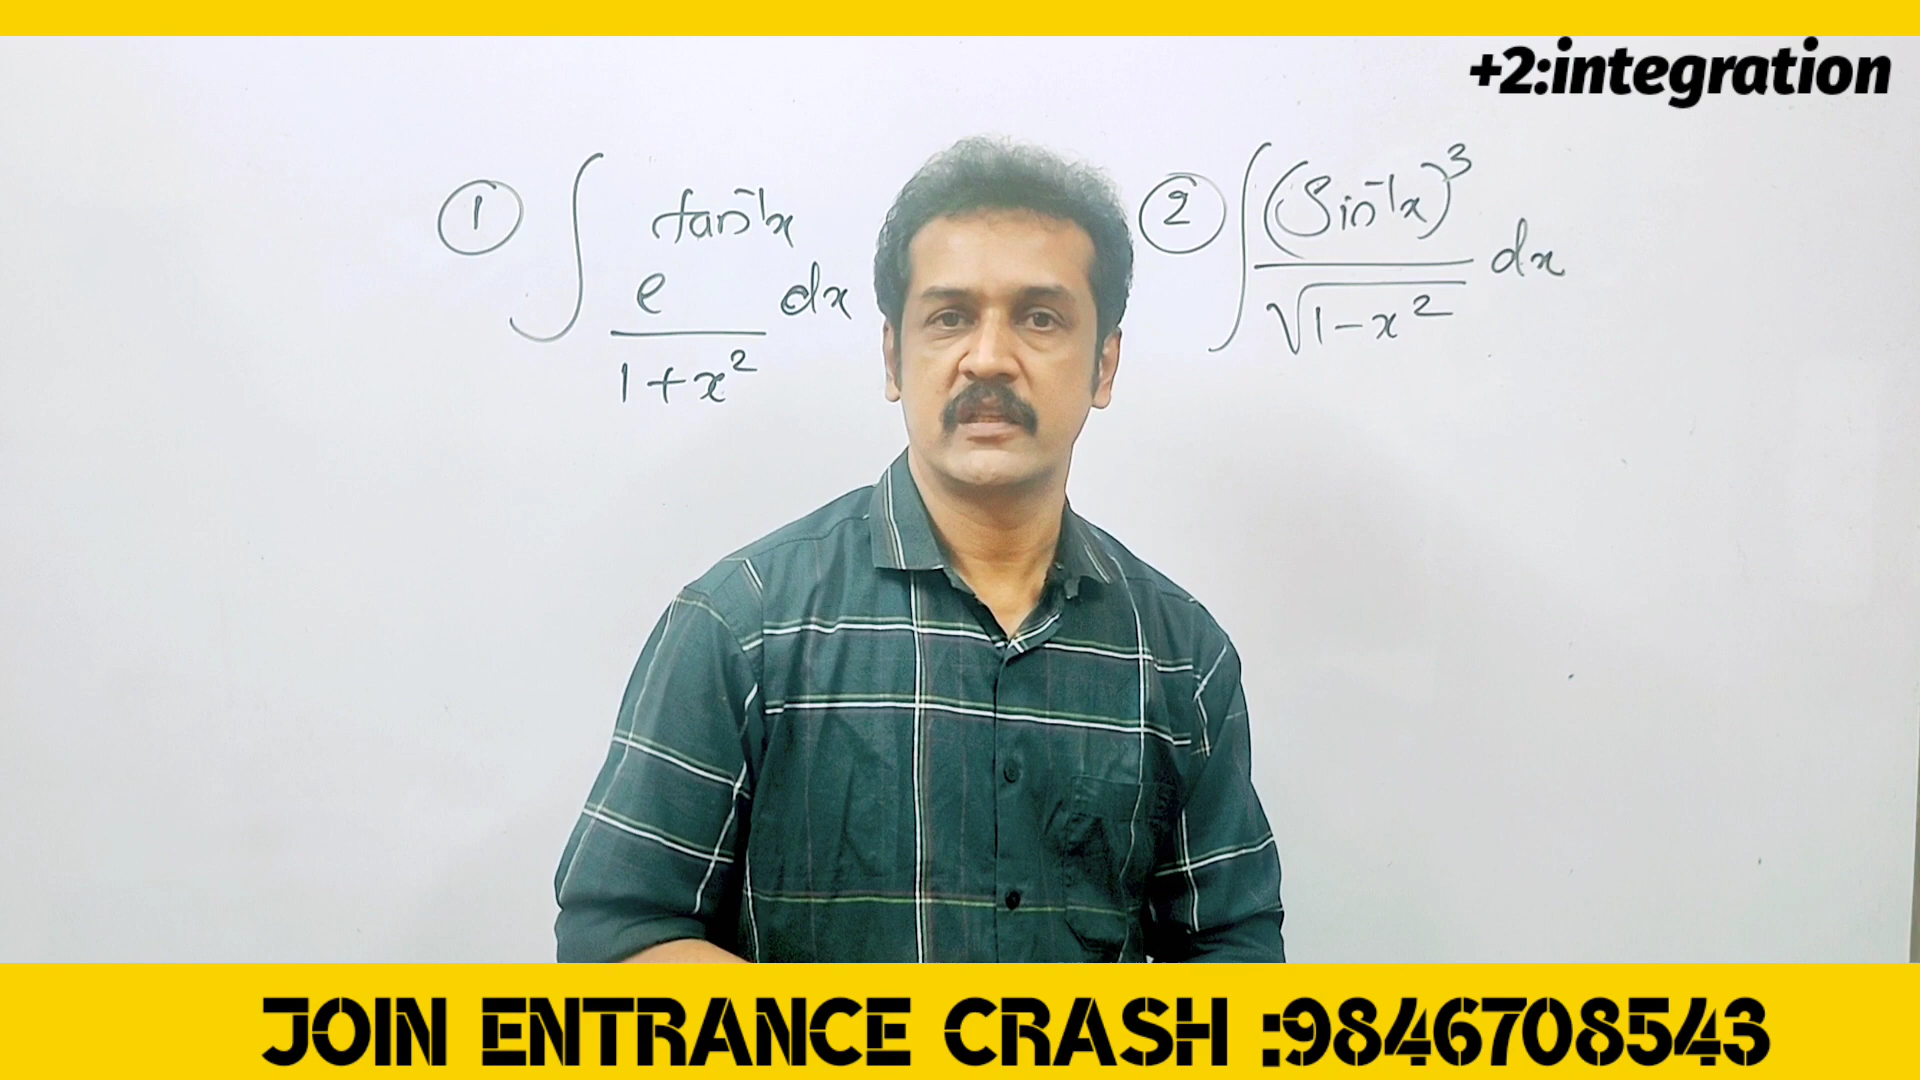 +2:integration
① ∫ e^(tan⁻¹x) / (1+x²) dx
② ∫ (Sin⁻¹x)³ / √(1-x²) dx
JOIN ENTRANCE CRASH :9846708543